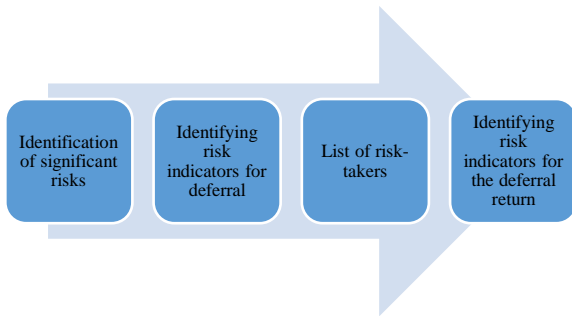 Identification
of significant
risks
Identifying
risk
indicators for
deferral
List of risk-
takers
Identifying
risk
indicators for
the deferral
return